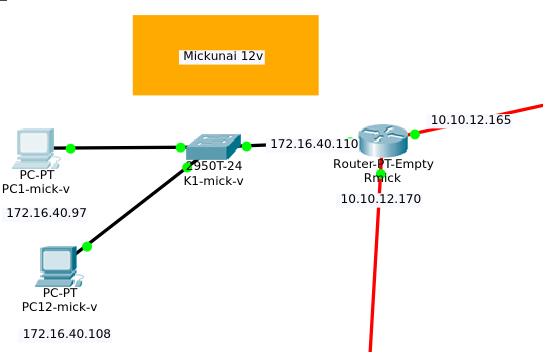 Mickunai 12v
10.10.12.165
172.16.40.110
2950T-24
K1-mick-v
Router-PT-Empty
Rmick
PC-PT
PC1-mick-v
10.10.12.170
172.16.40.97
PC-PT
PC12-mick-v
172.16.40.108